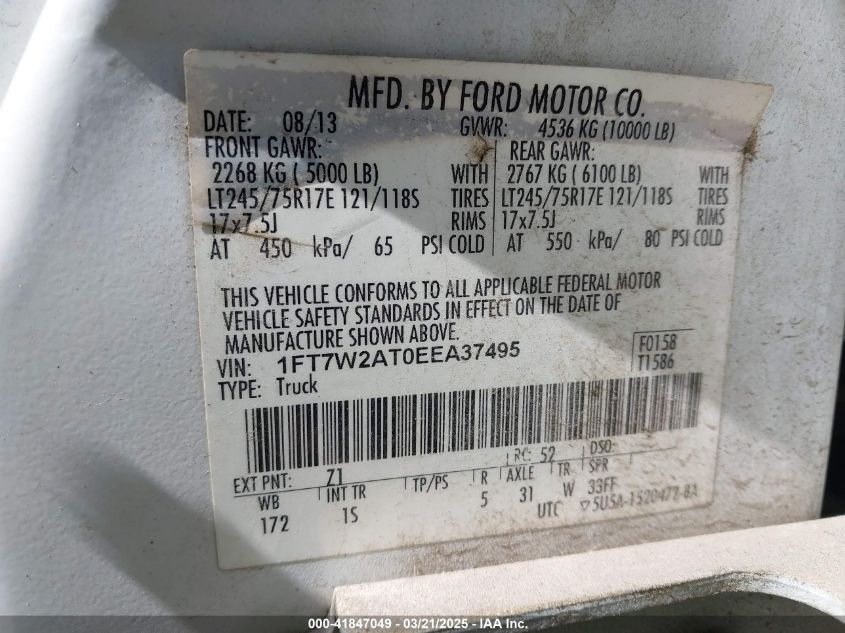 MFD. BY FORD MOTOR CO.
DATE: 08/13 GVWR: 4536 KG (10000 LB)
FRONT GAWR: REAR GAWR:
2268 KG ( 5000 LB) WITH 2767 KG ( 6100 LB) WITH
LT245/75R17E 121/118S TIRES LT245/75R17E 121/118S TIRES
17x7.5J RIMS 17x7.5J RIMS
AT 450 kPa/ 65 PSI COLD AT 550 kPa/ 80 PSI COLD
THIS VEHICLE CONFORMS TO ALL APPLICABLE FEDERAL MOTOR
VEHICLE SAFETY STANDARDS IN EFFECT ON THE DATE OF
MANUFACTURE SHOWN ABOVE.
VIN: 1FT7W2AT0EEA37495 F0158
TYPE: Truck T1586
RC: 52 DSO:
EXT PNT: Z1
WB INT TR TP/PS R AXLE TR SPR
172 1S 5 31 W 33FF
UTC ▽5U5A-1520472-BA
000-41847049 - 03/21/2025 - IAA Inc.